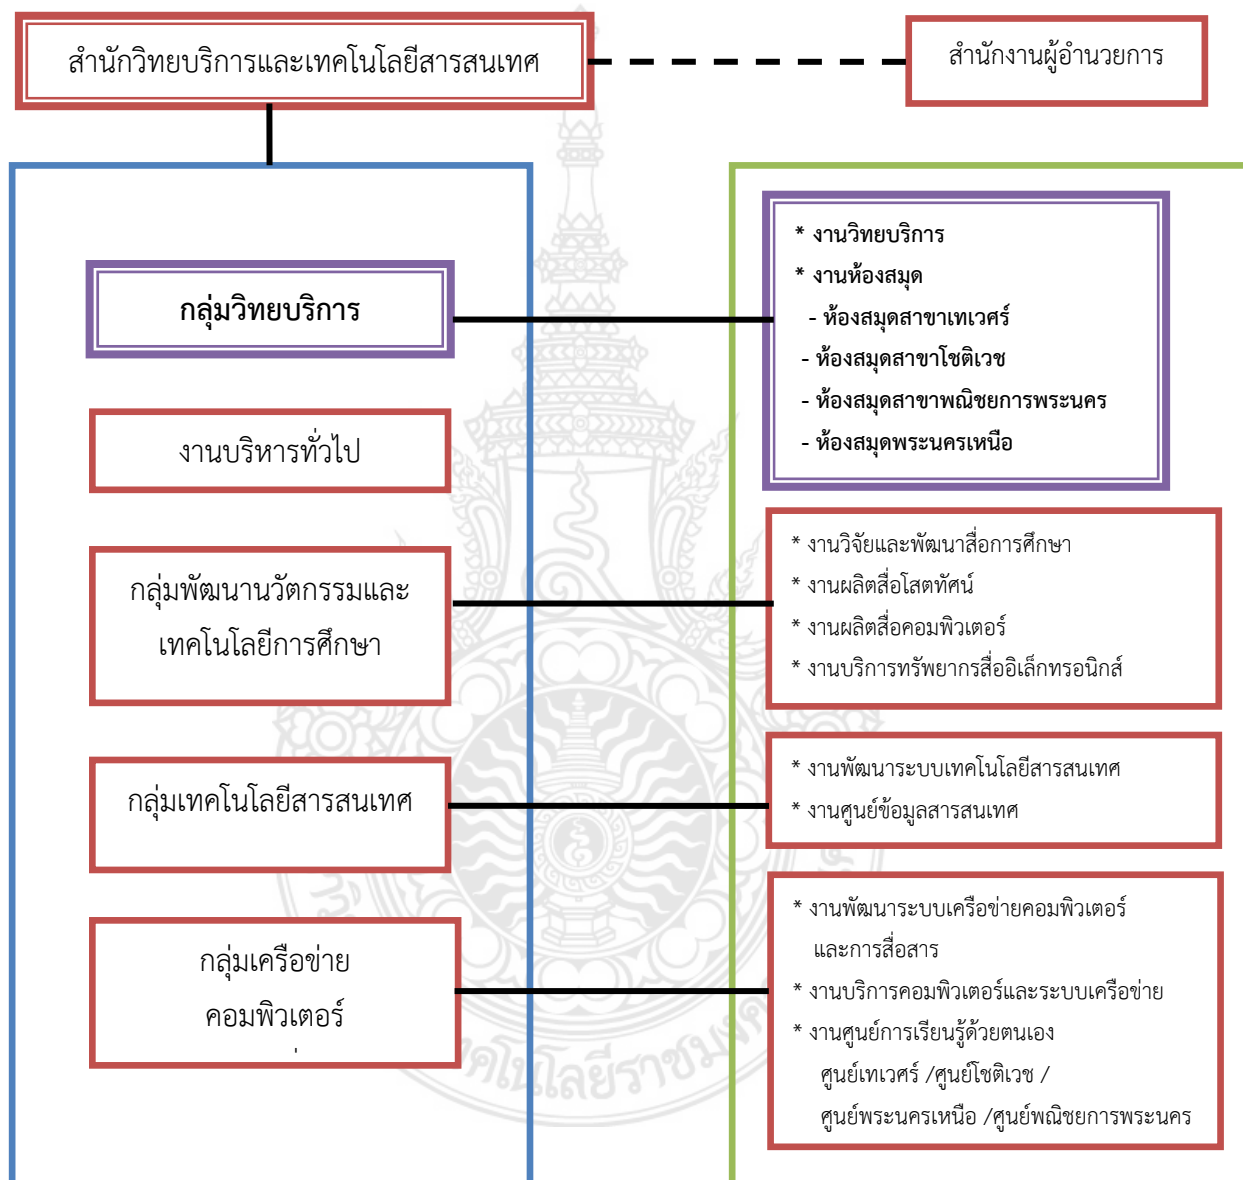 สำนักวิทยบริการและเทคโนโลยีสารสนเทศ
สำนักงานผู้อำนวยการ
กลุ่มวิทยบริการ
* งานวิทยบริการ
* งานห้องสมุด
- ห้องสมุดสาขาเทเวศร์
- ห้องสมุดสาขาโชติเวช
- ห้องสมุดสาขาพณิชยการพระนคร
- ห้องสมุดพระนครเหนือ
งานบริหารทั่วไป
กลุ่มพัฒนานวัตกรรมและ
เทคโนโลยีการศึกษา
* งานวิจัยและพัฒนาสื่อการศึกษา
* งานผลิตสื่อโสตทัศน์
* งานผลิตสื่อคอมพิวเตอร์
* งานบริการทรัพยากรสื่ออิเล็กทรอนิกส์
กลุ่มเทคโนโลยีสารสนเทศ
* งานพัฒนาระบบเทคโนโลยีสารสนเทศ
* งานศูนย์ข้อมูลสารสนเทศ
กลุ่มเครือข่าย
คอมพิวเตอร์
* งานพัฒนาระบบเครือข่ายคอมพิวเตอร์
และการสื่อสาร
* งานบริการคอมพิวเตอร์และระบบเครือข่าย
* งานศูนย์การเรียนรู้ด้วยตนเอง
ศูนย์เทเวศร์ /ศูนย์โชติเวช /
ศูนย์พระนครเหนือ /ศูนย์พณิชยการพระนคร